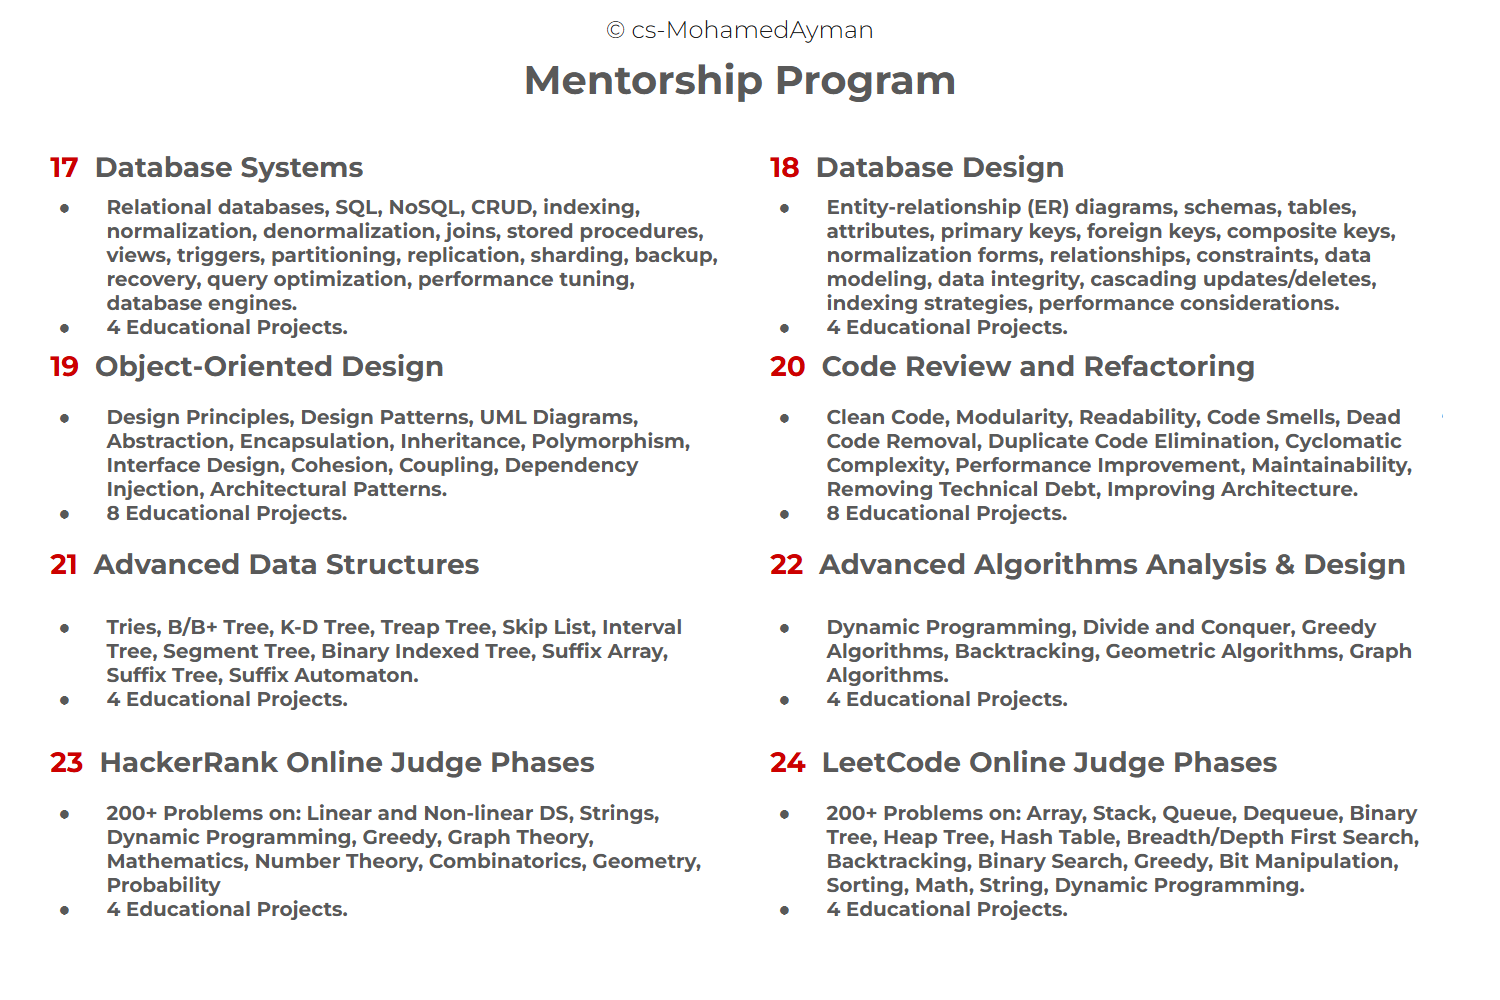 © cs-MohamedAyman
Mentorship Program
17 Database Systems
● Relational databases, SQL, NoSQL, CRUD, indexing,
normalization, denormalization, joins, stored procedures,
views, triggers, partitioning, replication, sharding, backup,
recovery, query optimization, performance tuning,
database engines.
● 4 Educational Projects.
18 Database Design
● Entity-relationship (ER) diagrams, schemas, tables,
attributes, primary keys, foreign keys, composite keys,
normalization forms, relationships, constraints, data
modeling, data integrity, cascading updates/deletes,
indexing strategies, performance considerations.
● 4 Educational Projects.
19 Object-Oriented Design
● Design Principles, Design Patterns, UML Diagrams,
Abstraction, Encapsulation, Inheritance, Polymorphism,
Interface Design, Cohesion, Coupling, Dependency
Injection, Architectural Patterns.
● 8 Educational Projects.
20 Code Review and Refactoring
● Clean Code, Modularity, Readability, Code Smells, Dead
Code Removal, Duplicate Code Elimination, Cyclomatic
Complexity, Performance Improvement, Maintainability,
Removing Technical Debt, Improving Architecture.
● 8 Educational Projects.
21 Advanced Data Structures
● Tries, B/B+ Tree, K-D Tree, Treap Tree, Skip List, Interval
Tree, Segment Tree, Binary Indexed Tree, Suffix Array,
Suffix Tree, Suffix Automaton.
● 4 Educational Projects.
22 Advanced Algorithms Analysis & Design
● Dynamic Programming, Divide and Conquer, Greedy
Algorithms, Backtracking, Geometric Algorithms, Graph
Algorithms.
● 4 Educational Projects.
23 HackerRank Online Judge Phases
● 200+ Problems on: Linear and Non-linear DS, Strings,
Dynamic Programming, Greedy, Graph Theory,
Mathematics, Number Theory, Combinatorics, Geometry,
Probability
● 4 Educational Projects.
24 LeetCode Online Judge Phases
● 200+ Problems on: Array, Stack, Queue, Dequeue, Binary
Tree, Heap Tree, Hash Table, Breadth/Depth First Search,
Backtracking, Binary Search, Greedy, Bit Manipulation,
Sorting, Math, String, Dynamic Programming.
● 4 Educational Projects.